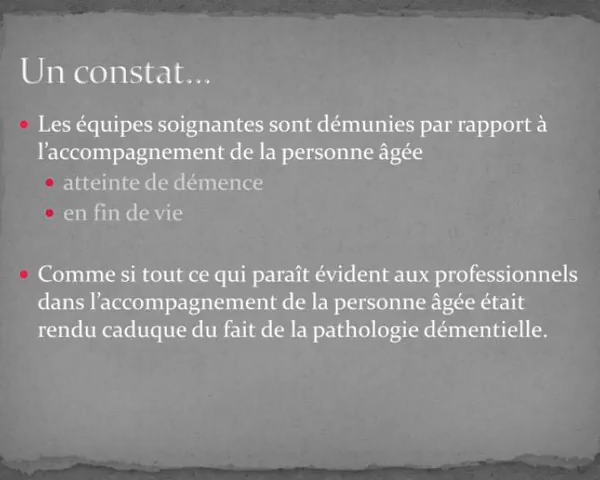 Un constat...
Les équipes soignantes sont démunies par rapport à
l'accompagnement de la personne âgée
atteinte de démence
en fin de vie
Comme si tout ce qui paraît évident aux professionnels
dans l'accompagnement de la personne âgée était
rendu caduque du fait de la pathologie démentielle.